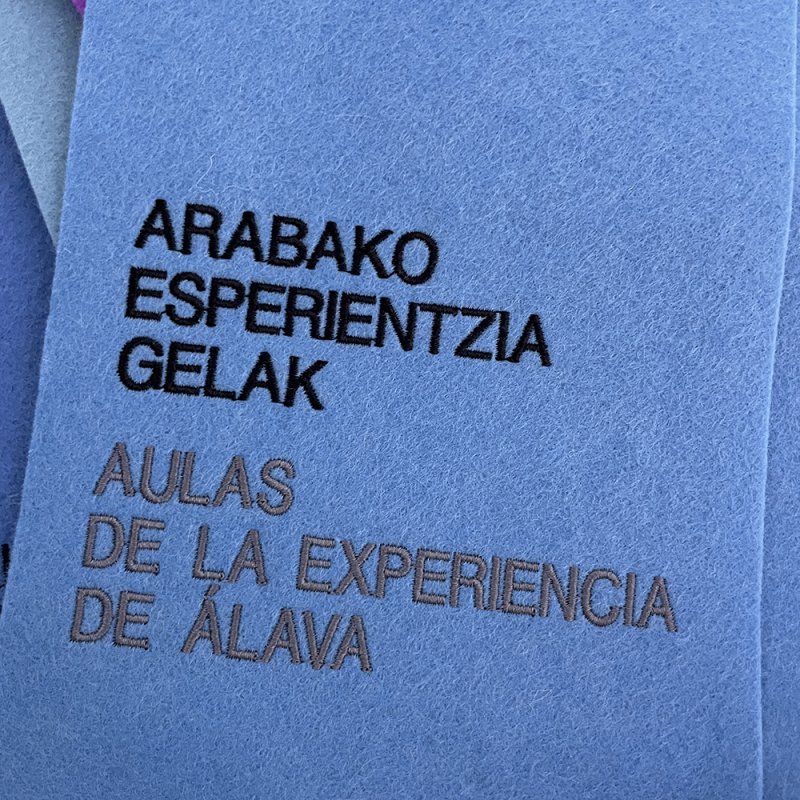 ARABAKO
ESPERIENTZIA
GELAK
AULAS
DE LA EXPERIENCIA
DE ÁLAVA